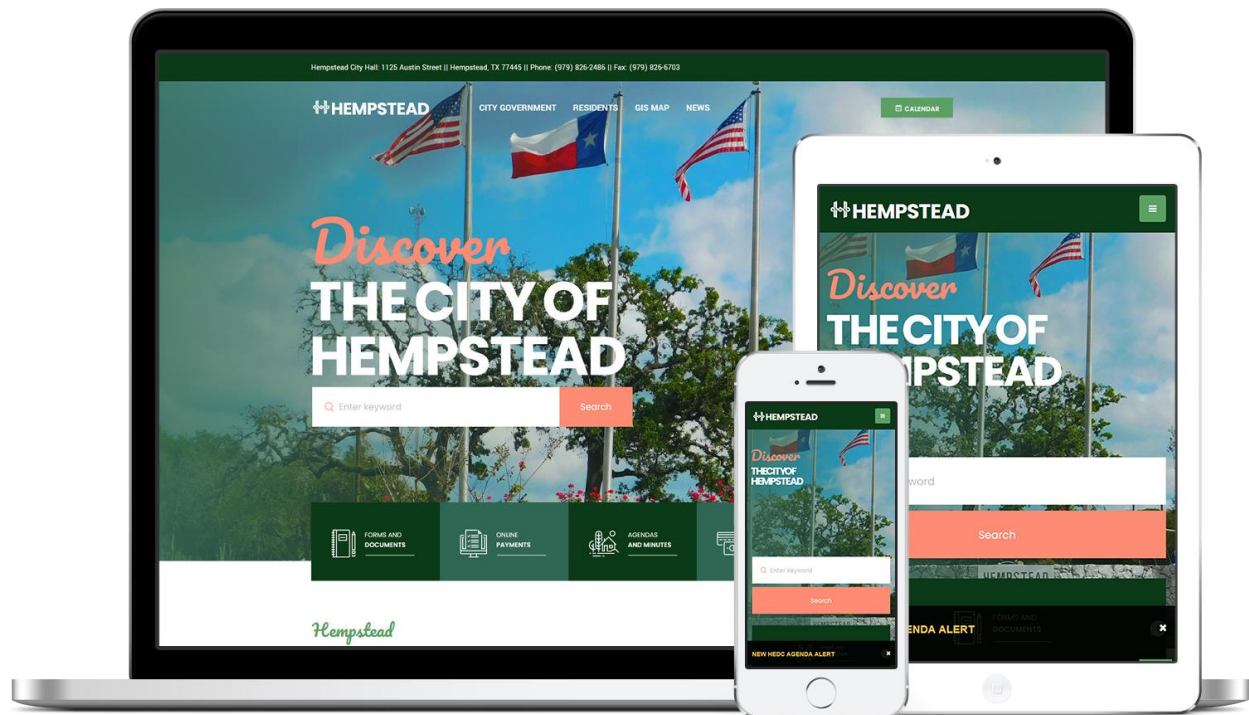 Hempstead City Hall: 1125 Austin Street || Hempstead, TX 77445 || Phone: (979) 826-2486 || Fax: (979) 826-6703
HEMPSTEAD
CITY GOVERNMENT
RESIDENTS
GIS MAP
NEWS
CALENDAR
Discover
THE CITY OF
HEMPSTEAD
Enter keyword
Search
FORMS AND
DOCUMENTS
ONLINE
PAYMENTS
AGENDAS
AND MINUTES
Hempstead
HEMPSTEAD
Discover
THE CITY OF
HEMPSTEAD
Enter keyword
Search
NEW HEDC AGENDA ALERT
HEMPSTEAD
Discover
THE CITY OF
MPSTEAD
word
Search
HEMPSTEAD
FORMS AND
DOCUMENTS
ENDA ALERT